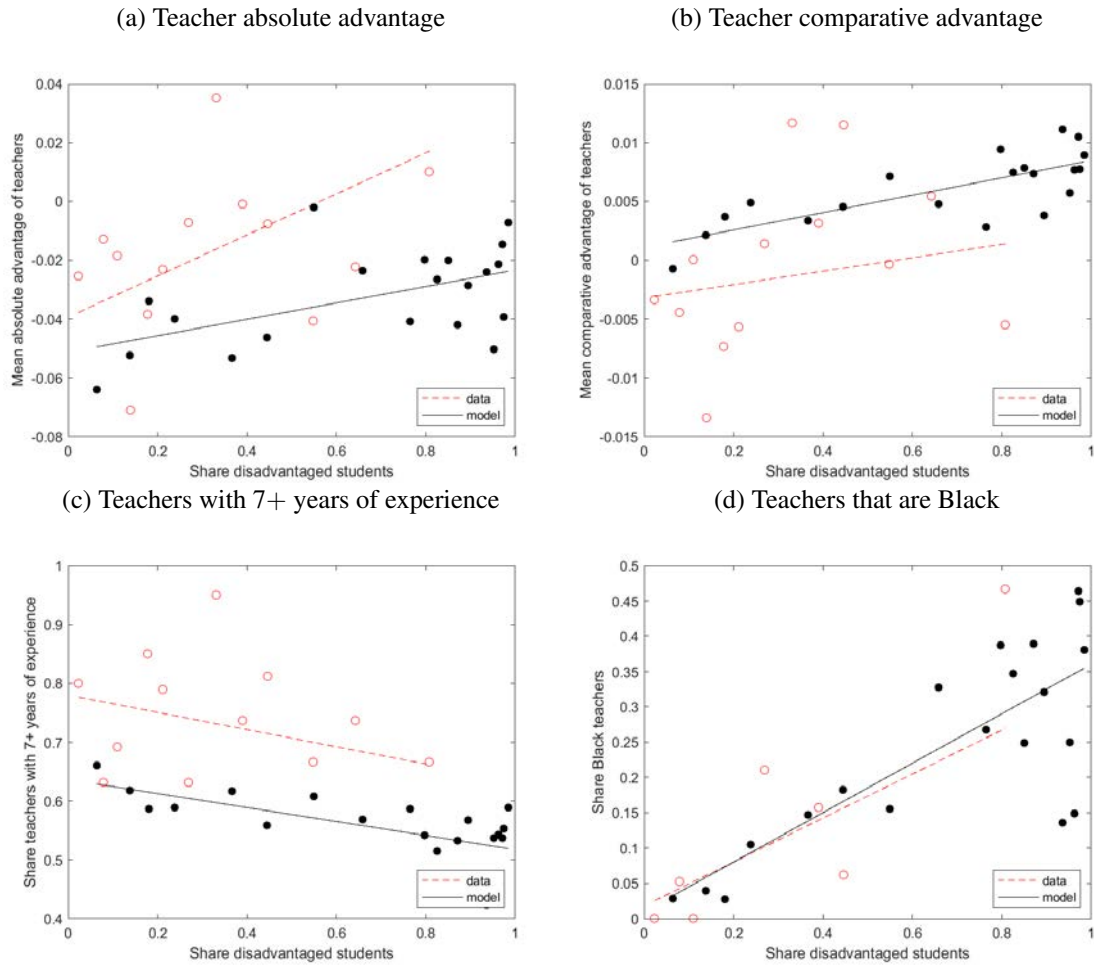 (a) Teacher absolute advantage
(b) Teacher comparative advantage
0.04
0.02
0
-0.02
-0.04
-0.06
-0.08
Mean absolute advantage of teachers
0 0.2 0.4 0.6 0.8 1
Share disadvantaged students
data
model
0.015
0.01
0.005
0
-0.005
-0.01
-0.015
Mean comparative advantage of teachers
0 0.2 0.4 0.6 0.8 1
Share disadvantaged students
data
model
(c) Teachers with 7+ years of experience
(d) Teachers that are Black
1
0.9
0.8
0.7
0.6
0.5
0.4
Share teachers with 7+ years of experience
0 0.2 0.4 0.6 0.8 1
Share disadvantaged students
data
model
0.5
0.45
0.4
0.35
0.3
0.25
0.2
0.15
0.1
0.05
0
Share Black teachers
0 0.2 0.4 0.6 0.8 1
Share disadvantaged students
data
model